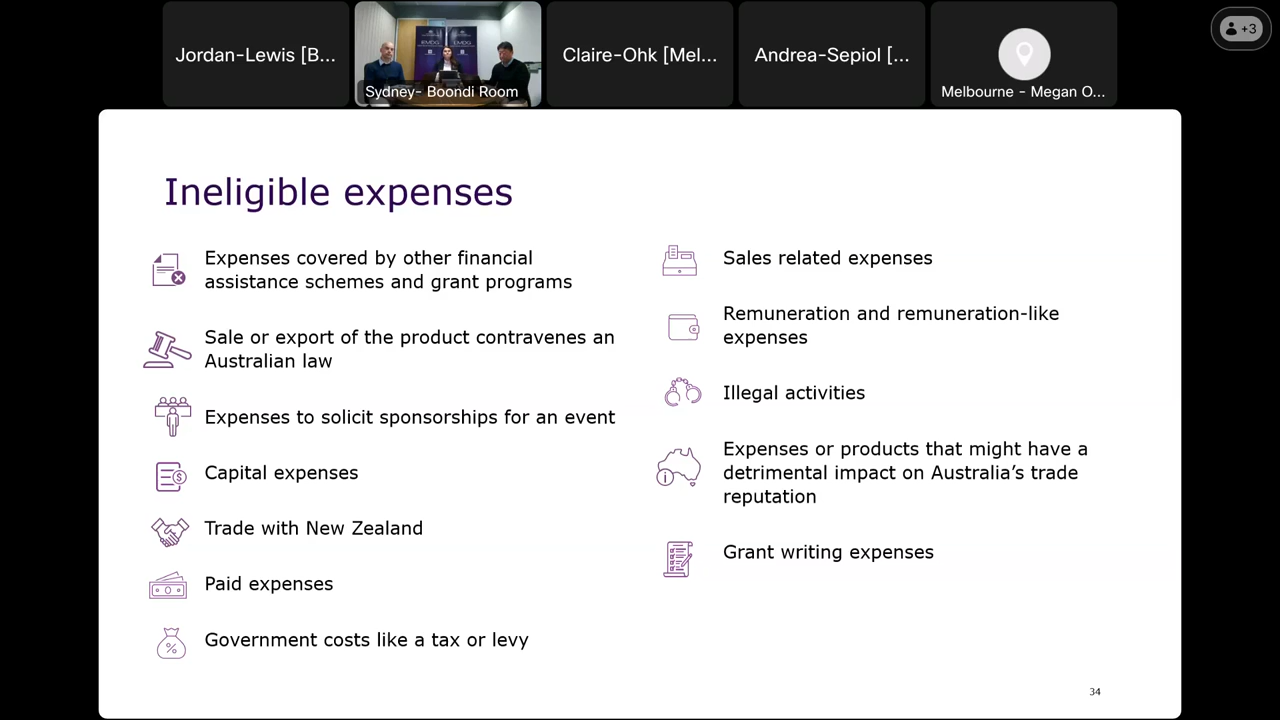 Jordan-Lewis [B...
Sydney- Boondi Room
Claire-Ohk [Mel...
Andrea-Sepiol [...
Melbourne - Megan O...
+3
EMDG
Ineligible expenses
Expenses covered by other financial
assistance schemes and grant programs
Sale or export of the product contravenes an
Australian law
Expenses to solicit sponsorships for an event
Capital expenses
Trade with New Zealand
Paid expenses
Government costs like a tax or levy
Sales related expenses
Remuneration and remuneration-like
expenses
Illegal activities
Expenses or products that might have a
detrimental impact on Australia’s trade
reputation
Grant writing expenses
34